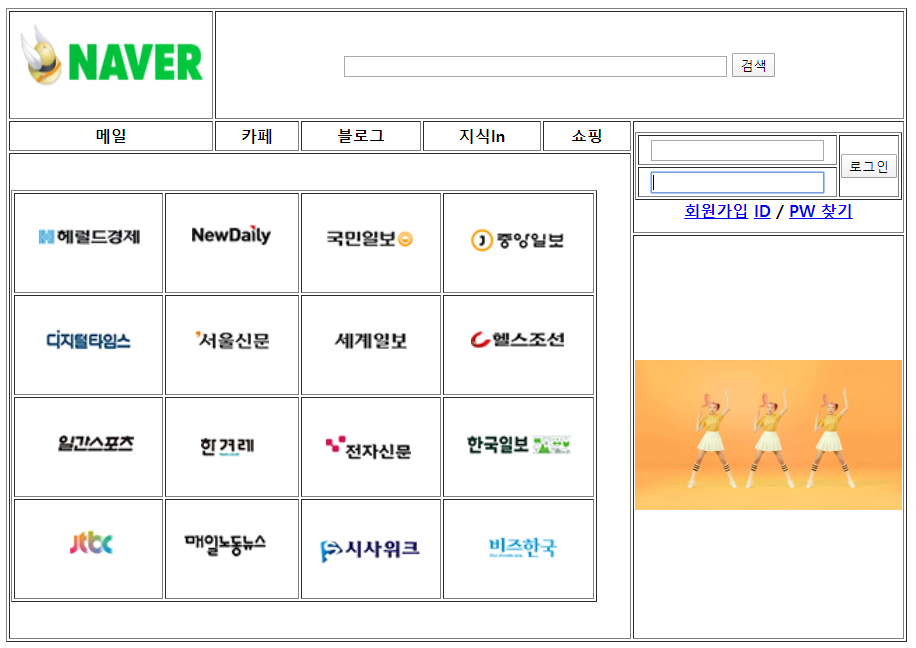 NAVER
검색
메일 카페 블로그 지식In 쇼핑
로그인
회원가입 ID / PW 찾기
헤럴드경제 NewDaily 국민일보 중앙일보
디지털타임스 서울신문 세계일보 헬스조선
일간스포츠 한겨레 전자신문 한국일보
jtbc 매일노동뉴스 시사위크 비즈한국